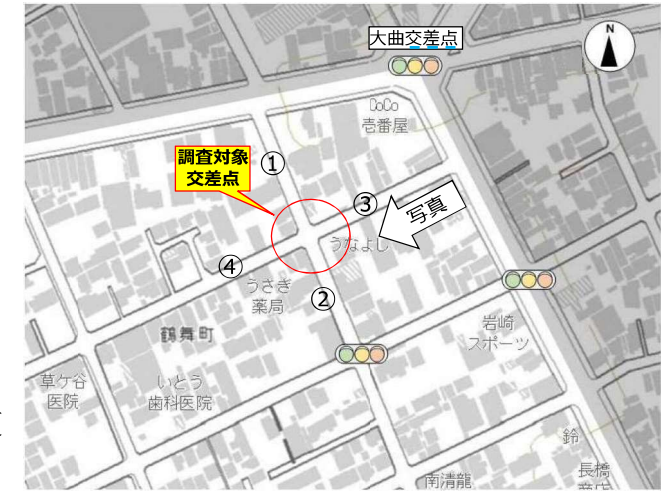 大曲交差点
N
CoCo
壱番屋
調査対象
交差点
①
③
写真
うなよし
④
うさぎ
薬局
②
鶴舞町
岩崎
スポーツ
草ケ谷
医院
いとう
歯科医院
鈴
南清龍
長橋